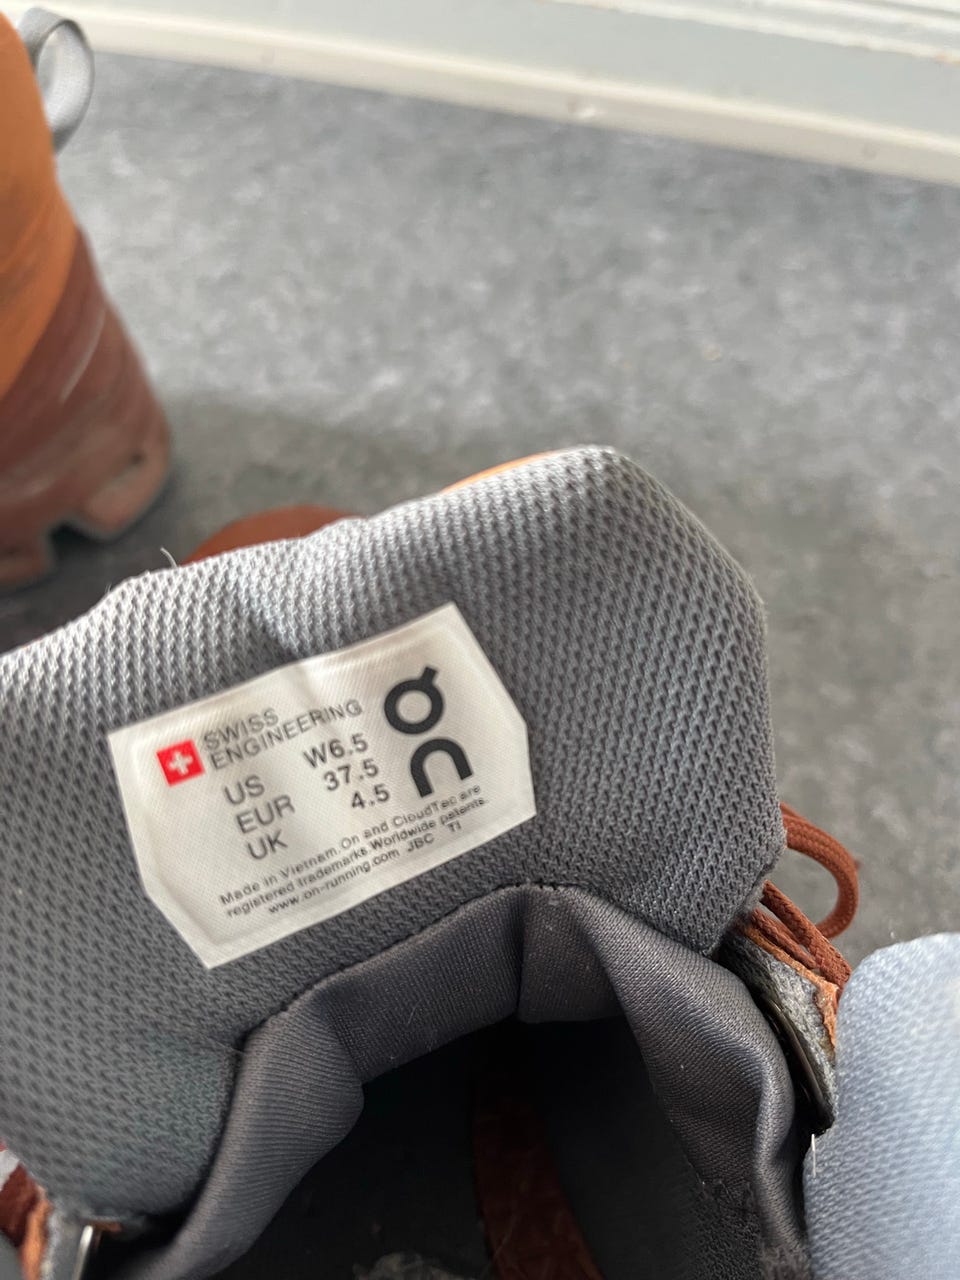 SWISS
ENGINEERING
US W6.5
EUR 37.5
UK 4.5
on
Made in Vietnam.On and CloudTec are
registered trademarks.Worldwide patents.
www.on-running.com JBC T1